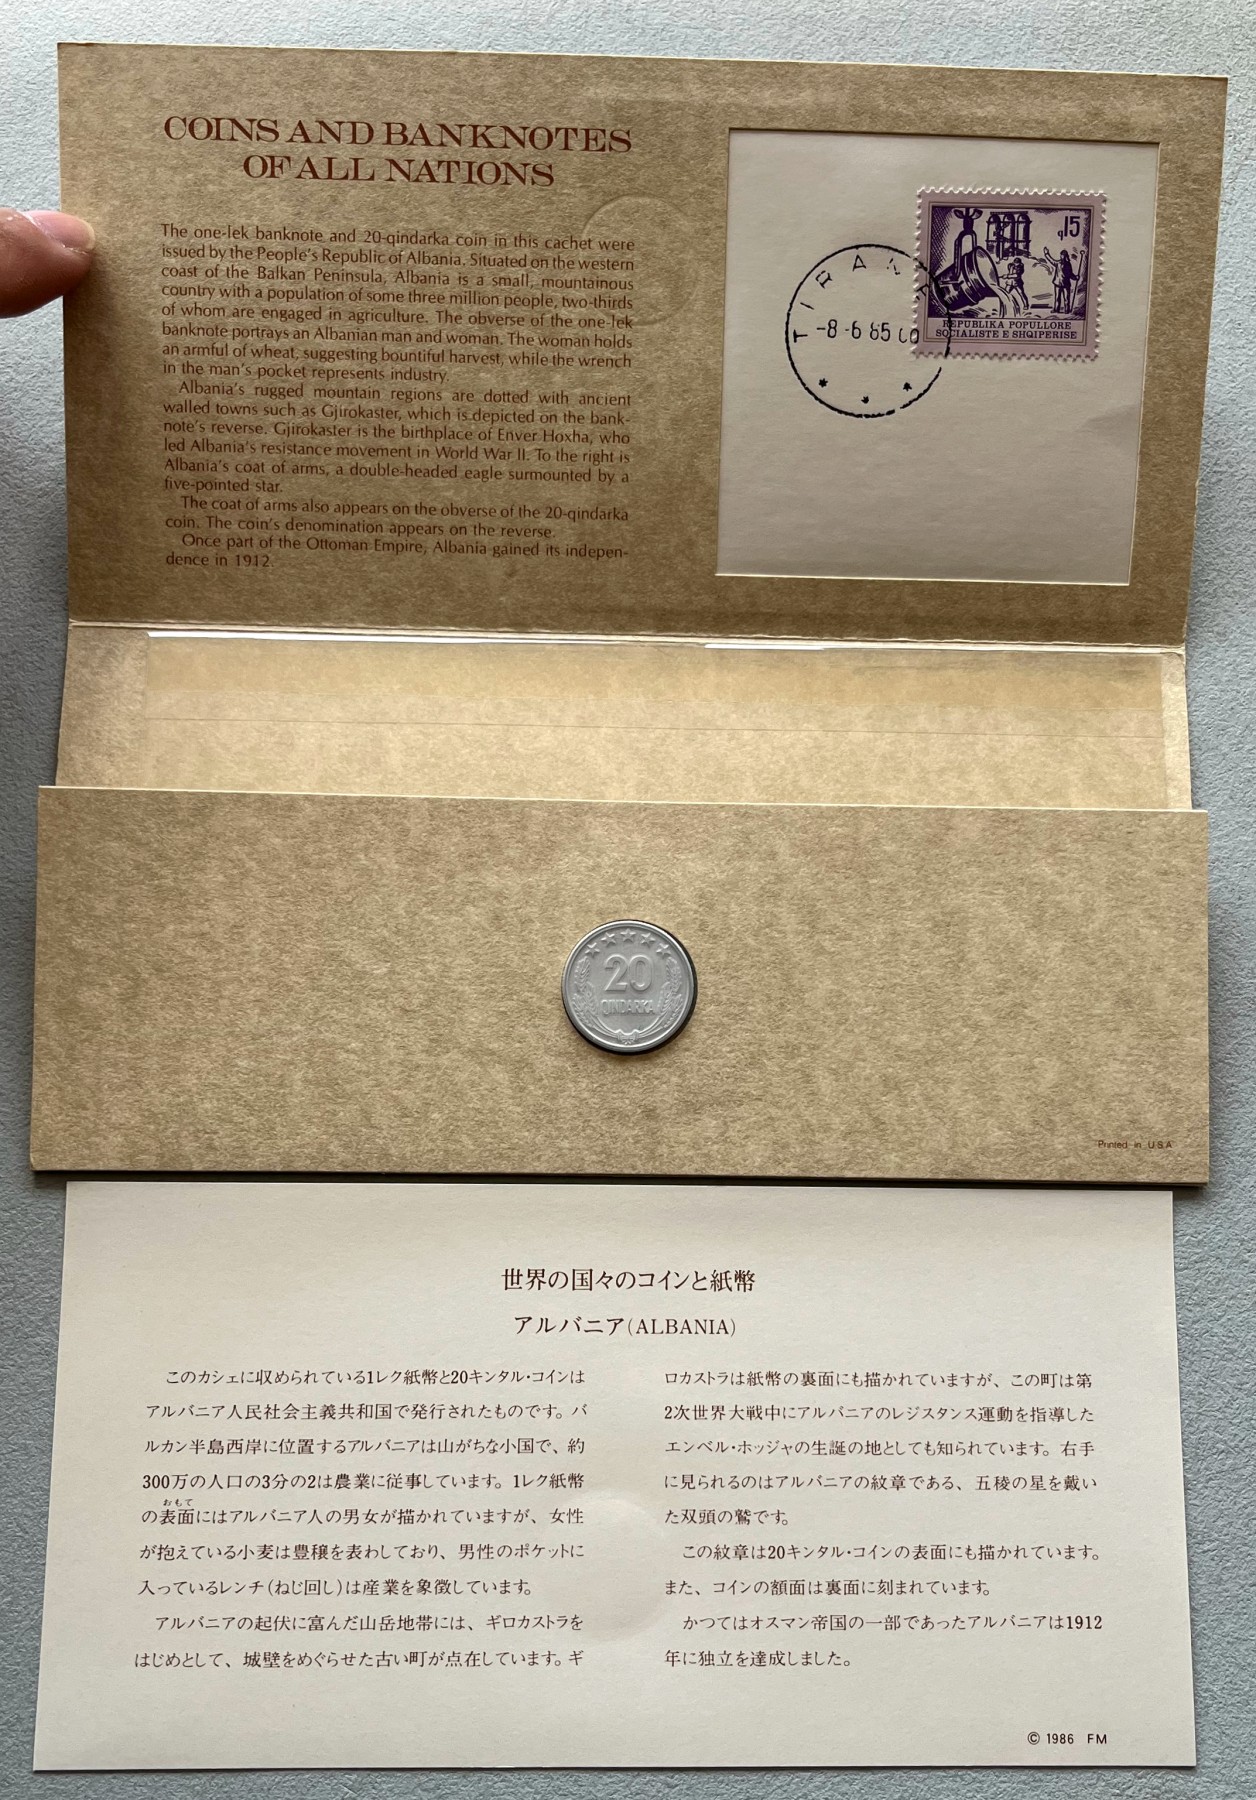 COINS AND BANKNOTES
OF ALL NATIONS
The one-lek banknote and 20-qindarka coin in this cachet were
issued by the People's Republic of Albania. Situated on the western
coast of the Balkan Peninsula, Albania is a small, mountainous
country with a population of some three million people, two-thirds
of whom are engaged in agriculture. The obverse of the one-lek
banknote portrays an Albanian man and woman. The woman holds
an armful of wheat, suggesting bountiful harvest, while the wrench
in the man's pocket represents industry.
Albania's rugged mountain regions are dotted with ancient
walled towns such as Gjirokaster, which is depicted on the bank-
note's reverse. Gjirokaster is the birthplace of Enver Hoxha, who
led Albania's resistance movement in World War II. To the right is
Albania's coat of arms, a double-headed eagle surmounted by a
five-pointed star.
The coat of arms also appears on the obverse of the 20-qindarka
coin. The coin's denomination appears on the reverse.
Once part of the Ottoman Empire, Albania gained its indepen-
dence in 1912.
q15
REPUBLIKA POPULLORE
SOCIALISTE E SHQIPERISE
-8-6 85
20
QINDARKA
Printed in U S A
世界の国々のコインと紙幣
アルバニア(ALBANIA)
このカシェに収められている1レク紙幣と20キンタル・コインは
アルバニア人民社会主義共和国で発行されたものです。バ
ルカン半島西岸に位置するアルバニアは山がちな小国で、約
300万の人口の3分の2は農業に従事しています。1レク紙幣
おもて
の表面にはアルバニア人の男女が描かれていますが、女性
が抱えている小麦は豊穣を表わしており、男性のポケットに
入っているレンチ(ねじ回し)は産業を象徴しています。
アルバニアの起伏に富んだ山岳地帯には、ギロカストラを
はじめとして、城壁をめぐらせた古い町が点在しています。ギ
ロカストラは紙幣の裏面にも描かれていますが、この町は第
2次世界大戦中にアルバニアのレジスタンス運動を指導した
エンベル・ホッジャの生誕の地としても知られています。右手
に見られるのはアルバニアの紋章である、五稜の星を戴い
た双頭の鷲です。
この紋章は20キンタル・コインの表面にも描かれています。
また、コインの額面は裏面に刻まれています。
かつてはオスマン帝国の一部であったアルバニアは1912
年に独立を達成しました。
© 1986 FM